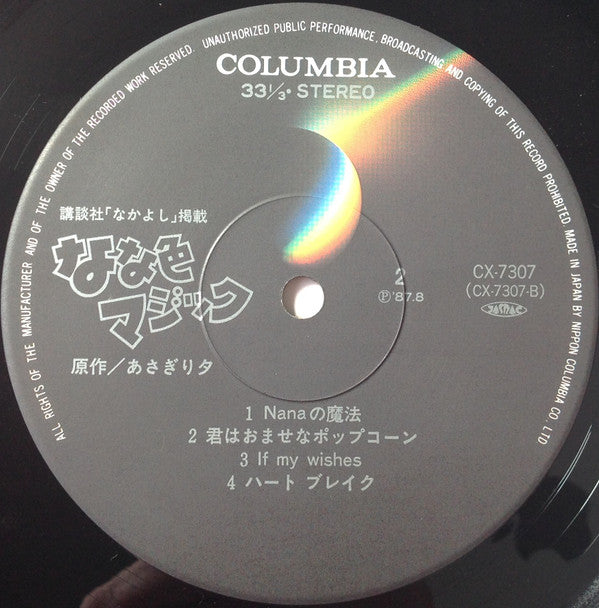 ALL RIGHTS OF THE MANUFACTURER AND OF THE OWNER OF THE RECORDED WORK RESERVED. UNAUTHORIZED PUBLIC PERFORMANCE, BROADCASTING AND COPYING OF THIS RECORD PROHIBITED MADE IN JAPAN BY NIPPON COLUMBIA CO LTD
COLUMBIA
33 1/3・STEREO
講談社「なかよし」掲載
なな色
マジック
原作/あさぎり夕
2
Ⓟ'87.8
CX-7307
(CX-7307-B)
JASRAC
1 Nanaの魔法
2 君はおませなポップコーン
3 If my wishes
4 ハート ブレイク